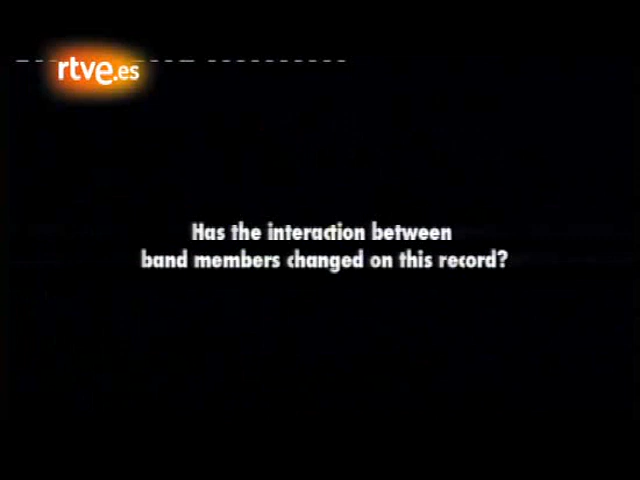 rtve.es
Has the interaction between
band members changed on this record?